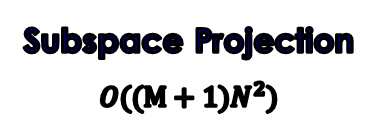 Subspace Projection
O((M + 1)N²)